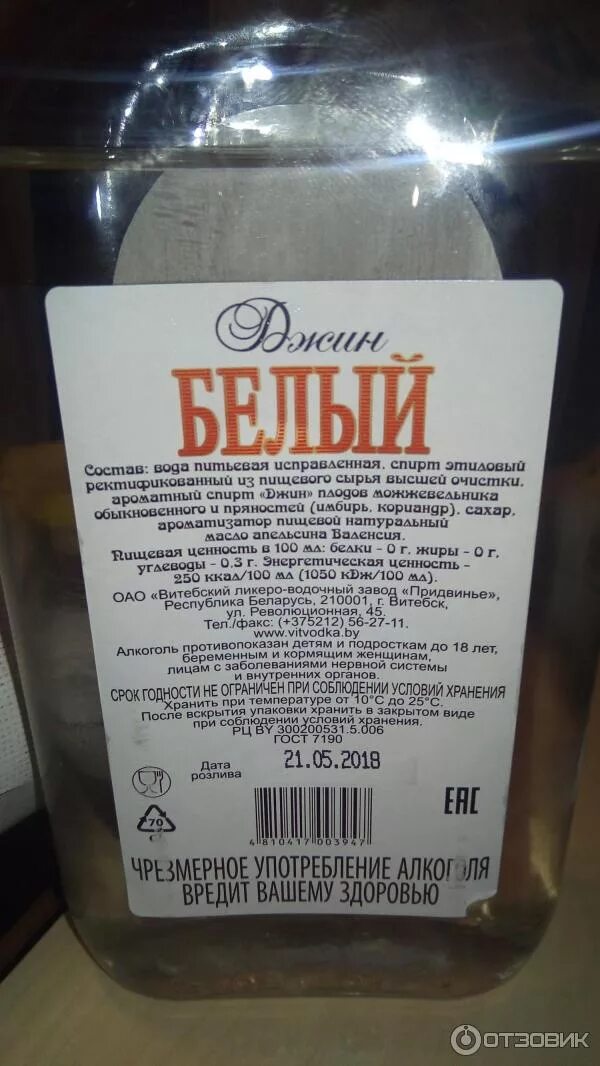 Джин
БЕЛЫЙ
Состав: вода питьевая исправленная, спирт этиловый
ректификованный из пищевого сырья высшей очистки,
ароматный спирт «Джин» плодов можжевельника
обыкновенного и пряностей (имбирь, кориандр), сахар,
ароматизатор пищевой натуральный
масло апельсина Валенсия.
Пищевая ценность в 100 мл: белки - 0 г, жиры - 0 г,
углеводы - 0,3 г. Энергетическая ценность -
250 ккал/100 мл (1050 кДж/100 мл).
ОАО «Витебский ликеро-водочный завод «Придвинье»,
Республика Беларусь, 210001, г. Витебск,
ул. Революционная, 45.
Тел./факс: (+375212) 56-27-11.
www.vitvodka.by
Алкоголь противопоказан детям и подросткам до 18 лет,
беременным и кормящим женщинам,
лицам с заболеваниями нервной системы
и внутренних органов.
СРОК ГОДНОСТИ НЕ ОГРАНИЧЕН ПРИ СОБЛЮДЕНИИ УСЛОВИЙ ХРАНЕНИЯ
Хранить при температуре от 10°С до 25°С.
После вскрытия упаковки хранить в закрытом виде
при соблюдении условий хранения.
РЦ BY 300200531.5.006
ГОСТ 7190
Дата розлива 21.05.2018
70
EAC
4 810417 003947
ЧРЕЗМЕРНОЕ УПОТРЕБЛЕНИЕ АЛКОГОЛЯ
ВРЕДИТ ВАШЕМУ ЗДОРОВЬЮ
ОТЗОВИК